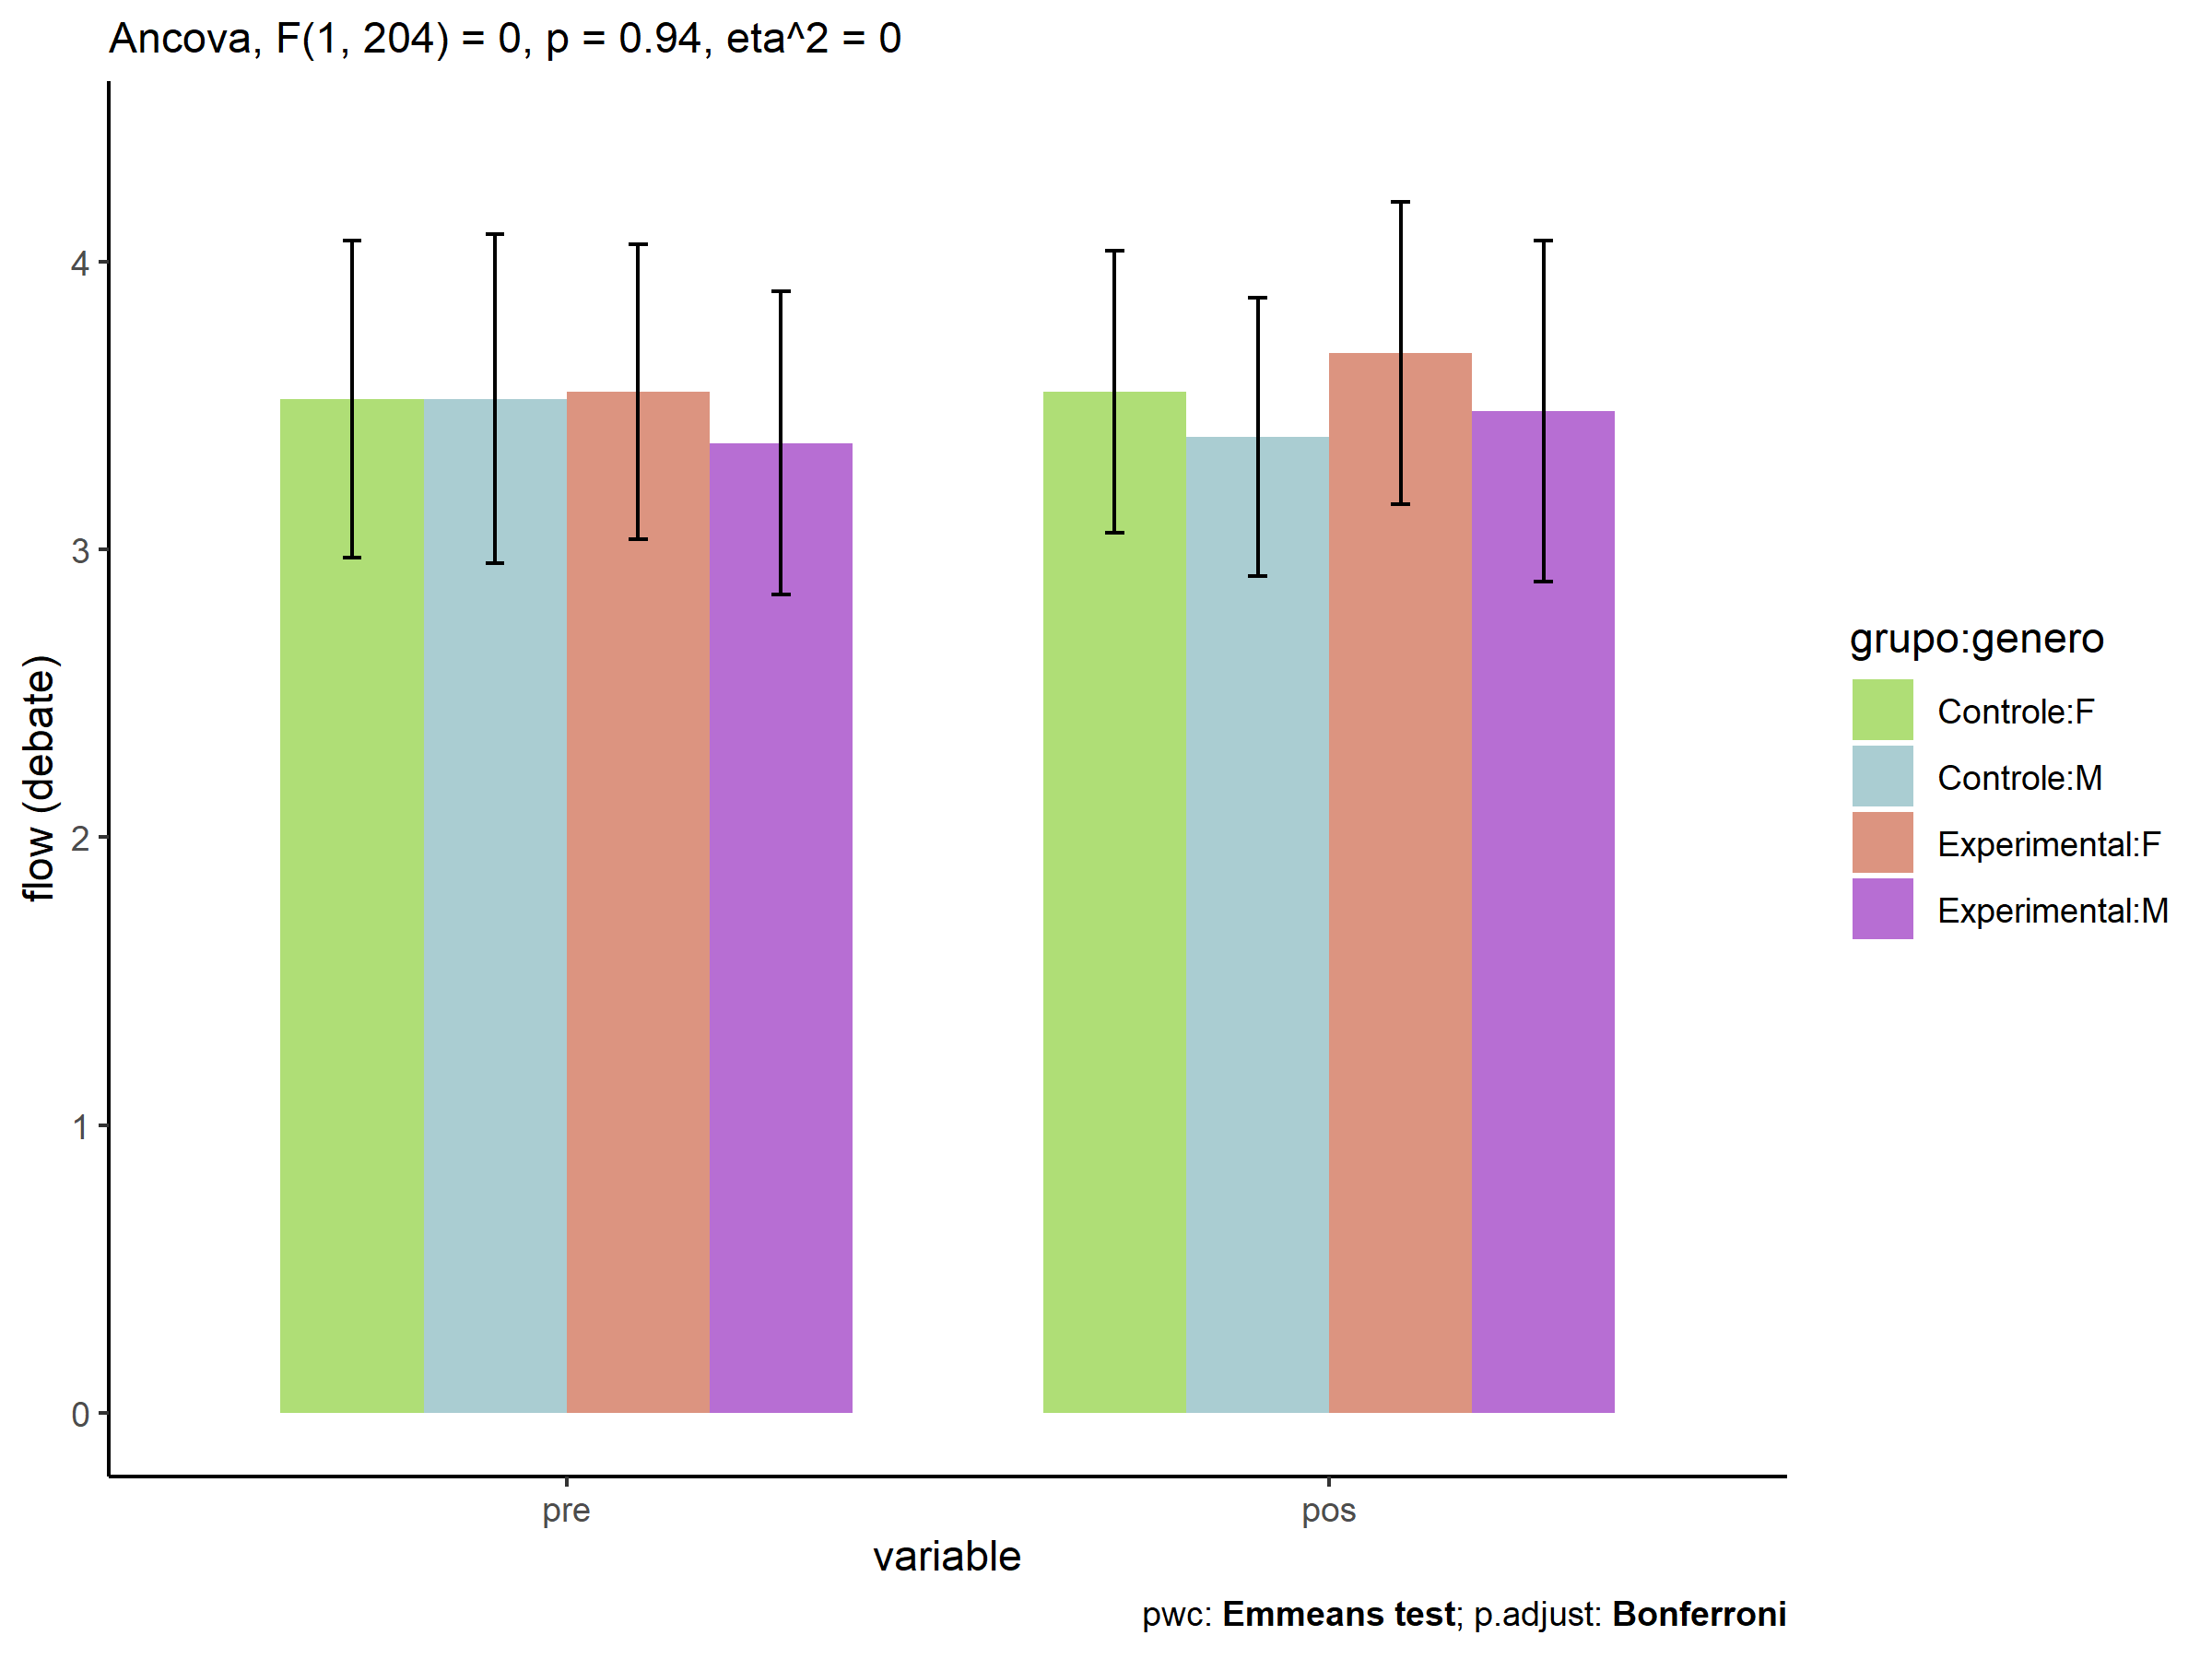 Ancova, F(1, 204) = 0, p = 0.94, eta^2 = 0
flow (debate)
4
3
2
1
0
pre
pos
variable
grupo:genero
Controle:F
Controle:M
Experimental:F
Experimental:M
pwc: Emmeans test; p.adjust: Bonferroni